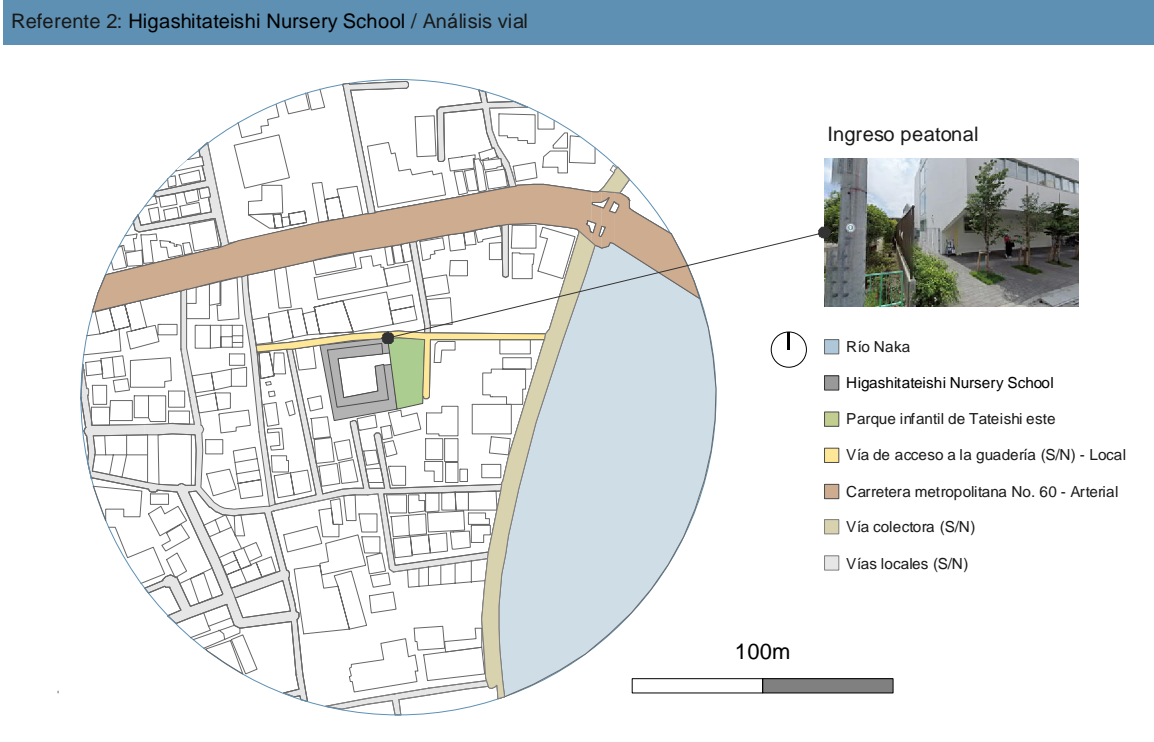 Referente 2: Higashitateishi Nursery School / Análisis vial
Ingreso peatonal
Río Naka
Higashitateishi Nursery School
Parque infantil de Tateishi este
Vía de acceso a la guadería (S/N) - Local
Carretera metropolitana No. 60 - Arterial
Vía colectora (S/N)
Vías locales (S/N)
100m